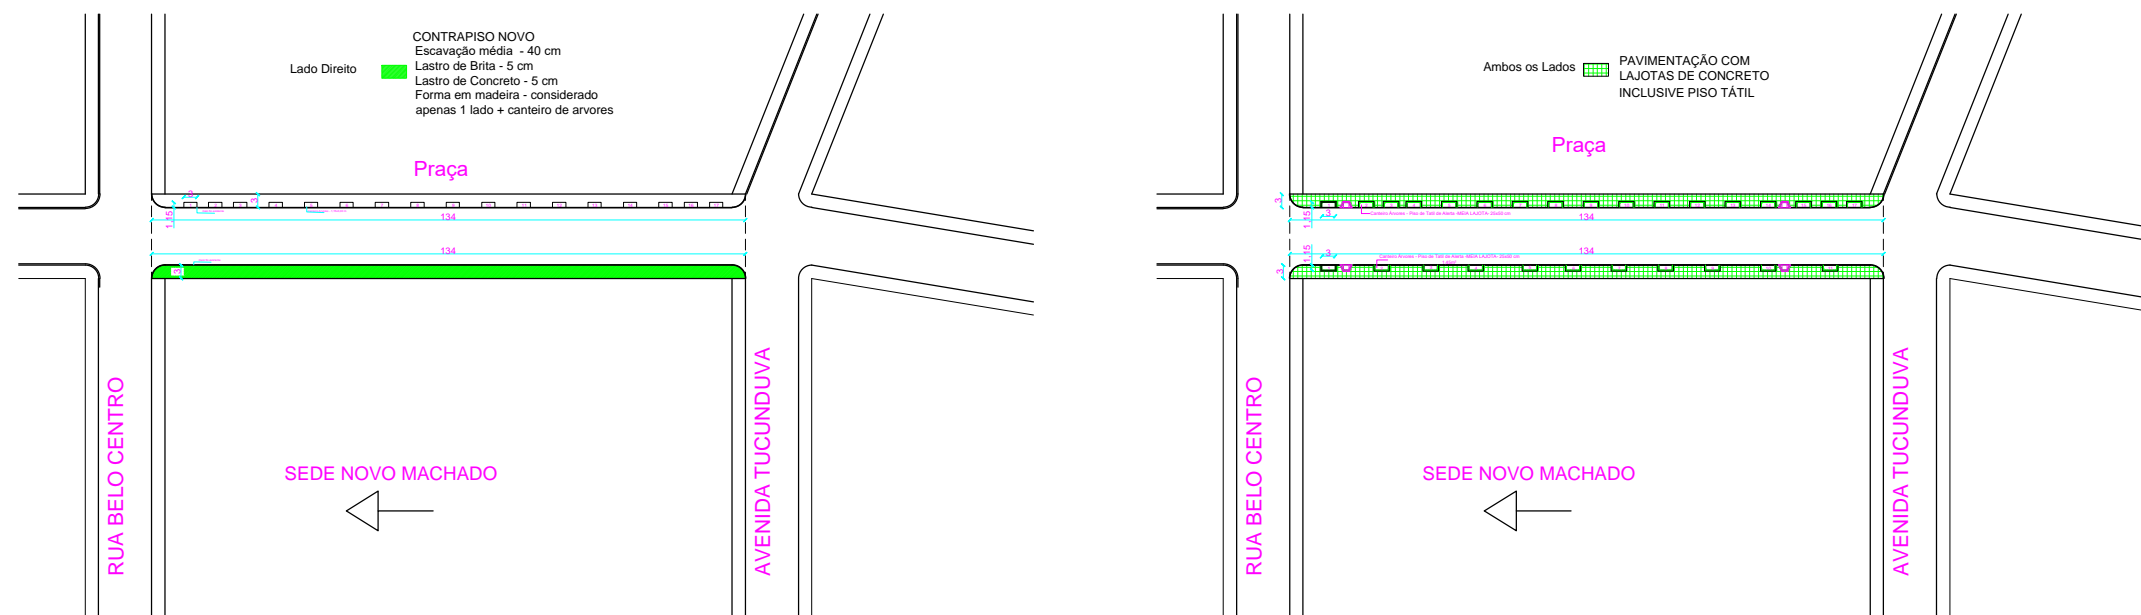 CONTRAPISO NOVO
Escavação média - 40 cm
Lado Direito
Lastro de Brita - 5 cm
Lastro de Concreto - 5 cm
Forma em madeira - considerado
apenas 1 lado + canteiro de arvores
Praça
3
3
1,15
134
134
3
RUA BELO CENTRO
SEDE NOVO MACHADO
AVENIDA TUCUNDUVA
Ambos os Lados
PAVIMENTAÇÃO COM
LAJOTAS DE CONCRETO
INCLUSIVE PISO TÁTIL
Praça
3
3
1,15
134
1,15
134
3
3
RUA BELO CENTRO
SEDE NOVO MACHADO
AVENIDA TUCUNDUVA